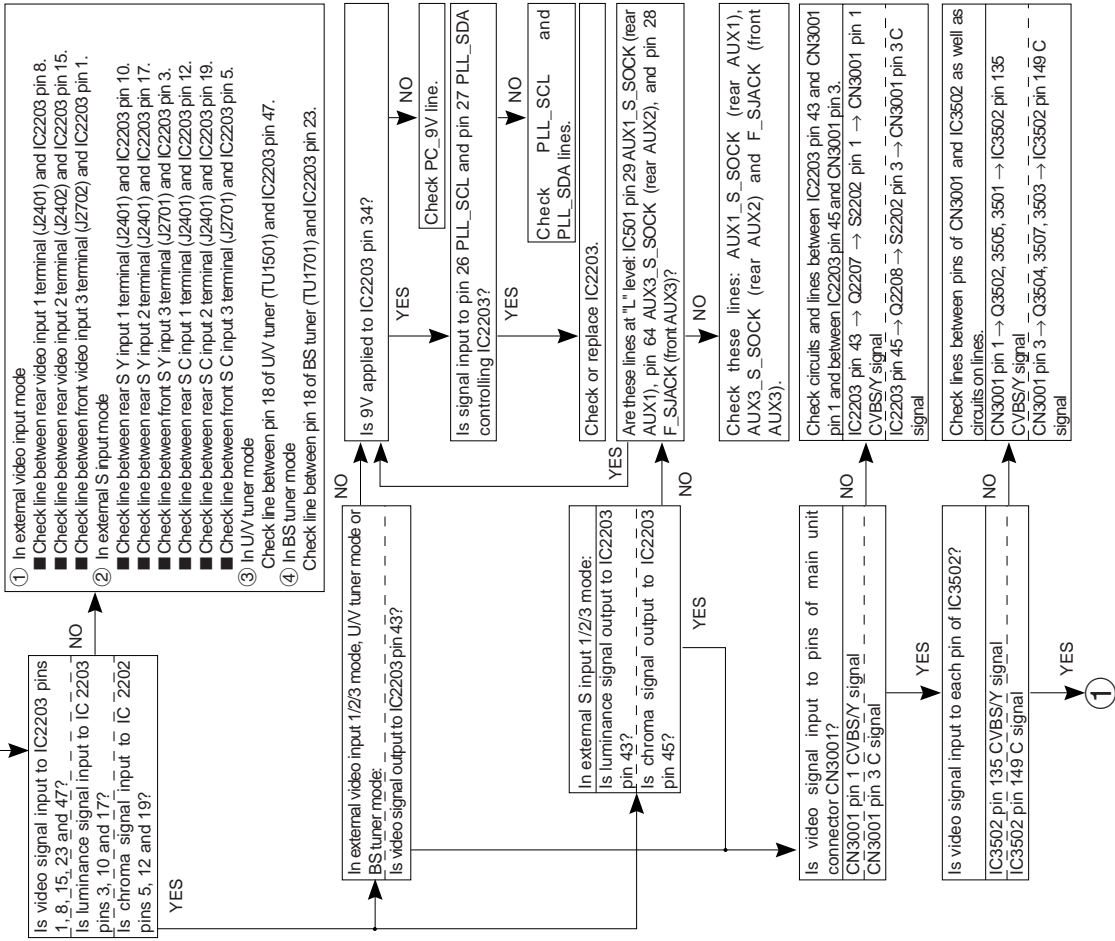 Is video signal input to IC2203 pins
1, 8, 15, 23 and 47?
Is luminance signal input to IC 2203
pins 3, 10 and 17?
Is chroma signal input to IC 2202
pins 5, 12 and 19?
NO
YES
① In external video input mode
■ Check line between rear video input 1 terminal (J2401) and IC2203 pin 8.
■ Check line between rear video input 2 terminal (J2402) and IC2203 pin 15.
■ Check line between front video input 3 terminal (J2702) and IC2203 pin 1.
② In external S input mode
■ Check line between rear S Y input 1 terminal (J2401) and IC2203 pin 10.
■ Check line between rear S Y input 2 terminal (J2401) and IC2203 pin 17.
■ Check line between front S Y input 3 terminal (J2701) and IC2203 pin 3.
■ Check line between rear S C input 1 terminal (J2401) and IC2203 pin 12.
■ Check line between rear S C input 2 terminal (J2401) and IC2203 pin 19.
■ Check line between front S C input 3 terminal (J2701) and IC2203 pin 5.
③ In U/V tuner mode
Check line between pin 18 of U/V tuner (TU1501) and IC2203 pin 47.
④ In BS tuner mode
Check line between pin 18 of BS tuner (TU1701) and IC2203 pin 23.
In external video input 1/2/3 mode, U/V tuner mode or
BS tuner mode:
Is video signal output to IC2203 pin 43?
NO
Is 9V applied to IC2203 pin 34?
NO
Check PC_9V line.
YES
Is signal input to pin 26 PLL_SCL and pin 27 PLL_SDA
controlling IC2203?
NO
Check PLL_SCL and
PLL_SDA lines.
YES
Check or replace IC2203.
In external S input 1/2/3 mode:
Is luminance signal output to IC2203
pin 43?
Is chroma signal output to IC2203
pin 45?
NO
YES
YES
Are these lines at "L" level: IC501 pin 29 AUX1_S_SOCK (rear
AUX1), pin 64 AUX3_S_SOCK (rear AUX2), and pin 28
F_SJACK (front AUX3)?
NO
Check these lines: AUX1_S_SOCK (rear AUX1),
AUX3_S_SOCK (rear AUX2) and F_SJACK (front
AUX3).
Is video signal input to pins of main unit
connector CN3001?
CN3001 pin 1 CVBS/Y signal
CN3001 pin 3 C signal
NO
Check circuits and lines between IC2203 pin 43 and CN3001
pin 1 and between IC2203 pin 45 and CN3001 pin 3.
IC2203 pin 43 → Q2207 → S2202 pin 1 → CN3001 pin 1
CVBS/Y signal
IC2203 pin 45 → Q2208 → S2202 pin 3 → CN3001 pin 3 C
signal
YES
Is video signal input to each pin of IC3502?
IC3502 pin 135 CVBS/Y signal
IC3502 pin 149 C signal
NO
Check lines between pins of CN3001 and IC3502 as well as
circuits on lines.
CN3001 pin 1 → Q3502, 3505, 3501 → IC3502 pin 135
CVBS/Y signal
CN3001 pin 3 → Q3504, 3507, 3503 → IC3502 pin 149 C
signal
YES
①